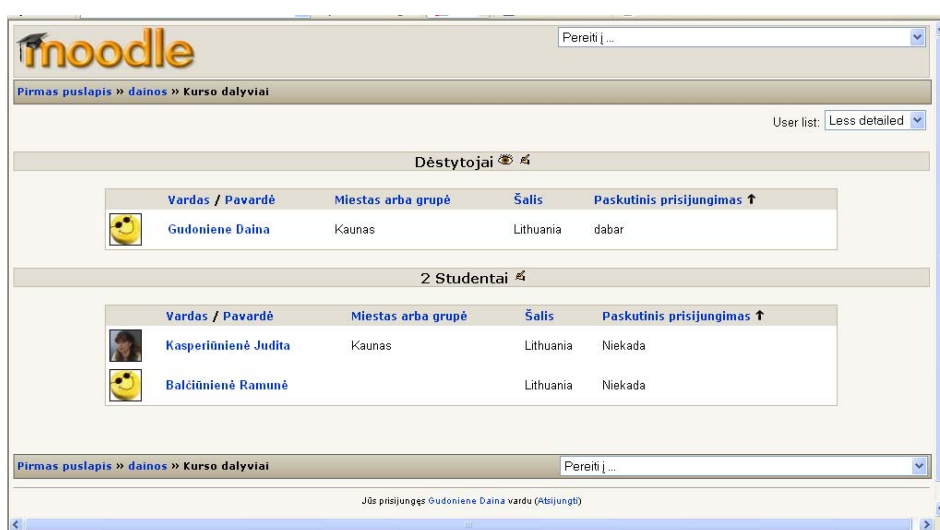 moodle
Pereiti į ...
Pirmas puslapis » dainos » Kurso dalyviai
User list: Less detailed
Dėstytojai
Vardas / Pavardė Miestas arba grupė Šalis Paskutinis prisijungimas ↑
Gudoniene Daina Kaunas Lithuania dabar
2 Studentai
Vardas / Pavardė Miestas arba grupė Šalis Paskutinis prisijungimas ↑
Kasperiūnienė Judita Kaunas Lithuania Niekada
Balčiūnienė Ramunė Lithuania Niekada
Pirmas puslapis » dainos » Kurso dalyviai Pereiti į ...
Jūs prisijungęs Gudoniene Daina vardu (Atsijungti)